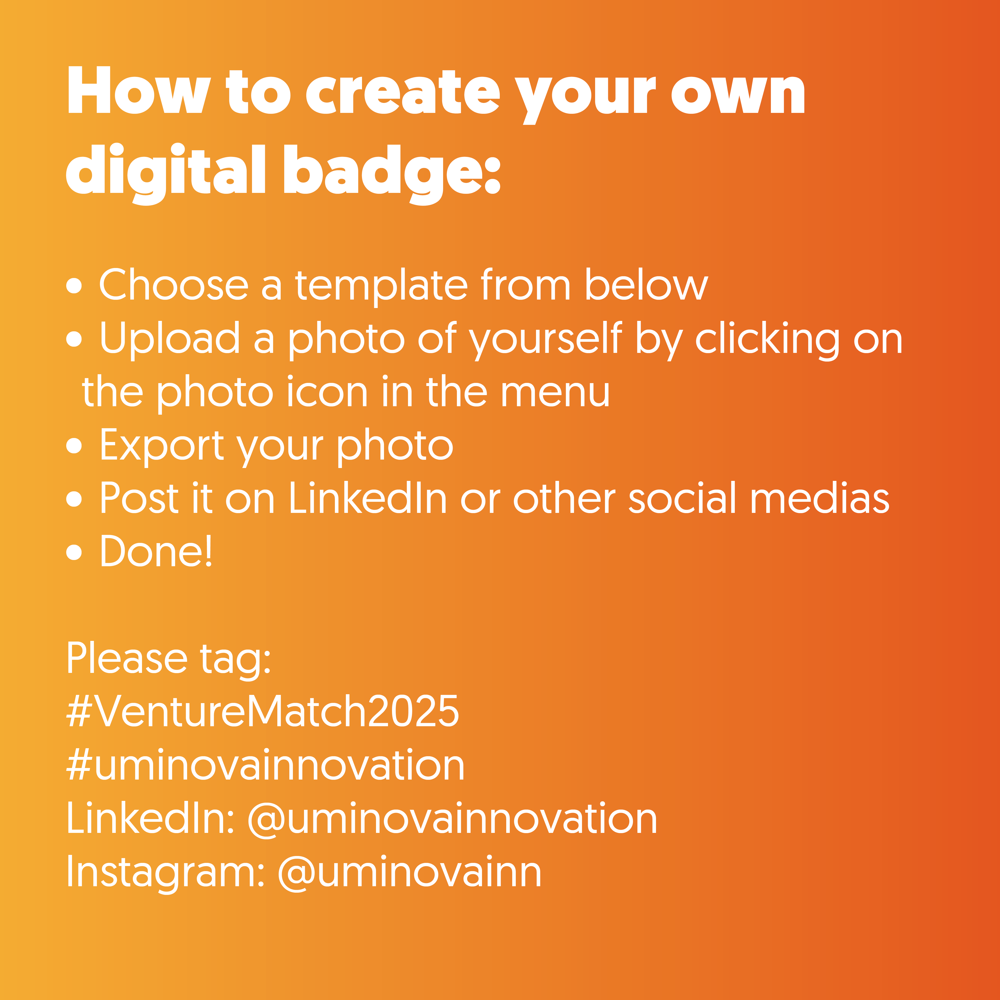 How to create your own
digital badge:
• Choose a template from below
• Upload a photo of yourself by clicking on
the photo icon in the menu
• Export your photo
• Post it on LinkedIn or other social medias
• Done!
Please tag:
#VentureMatch2025
#uminovainnovation
LinkedIn: @uminovainnovation
Instagram: @uminovainn